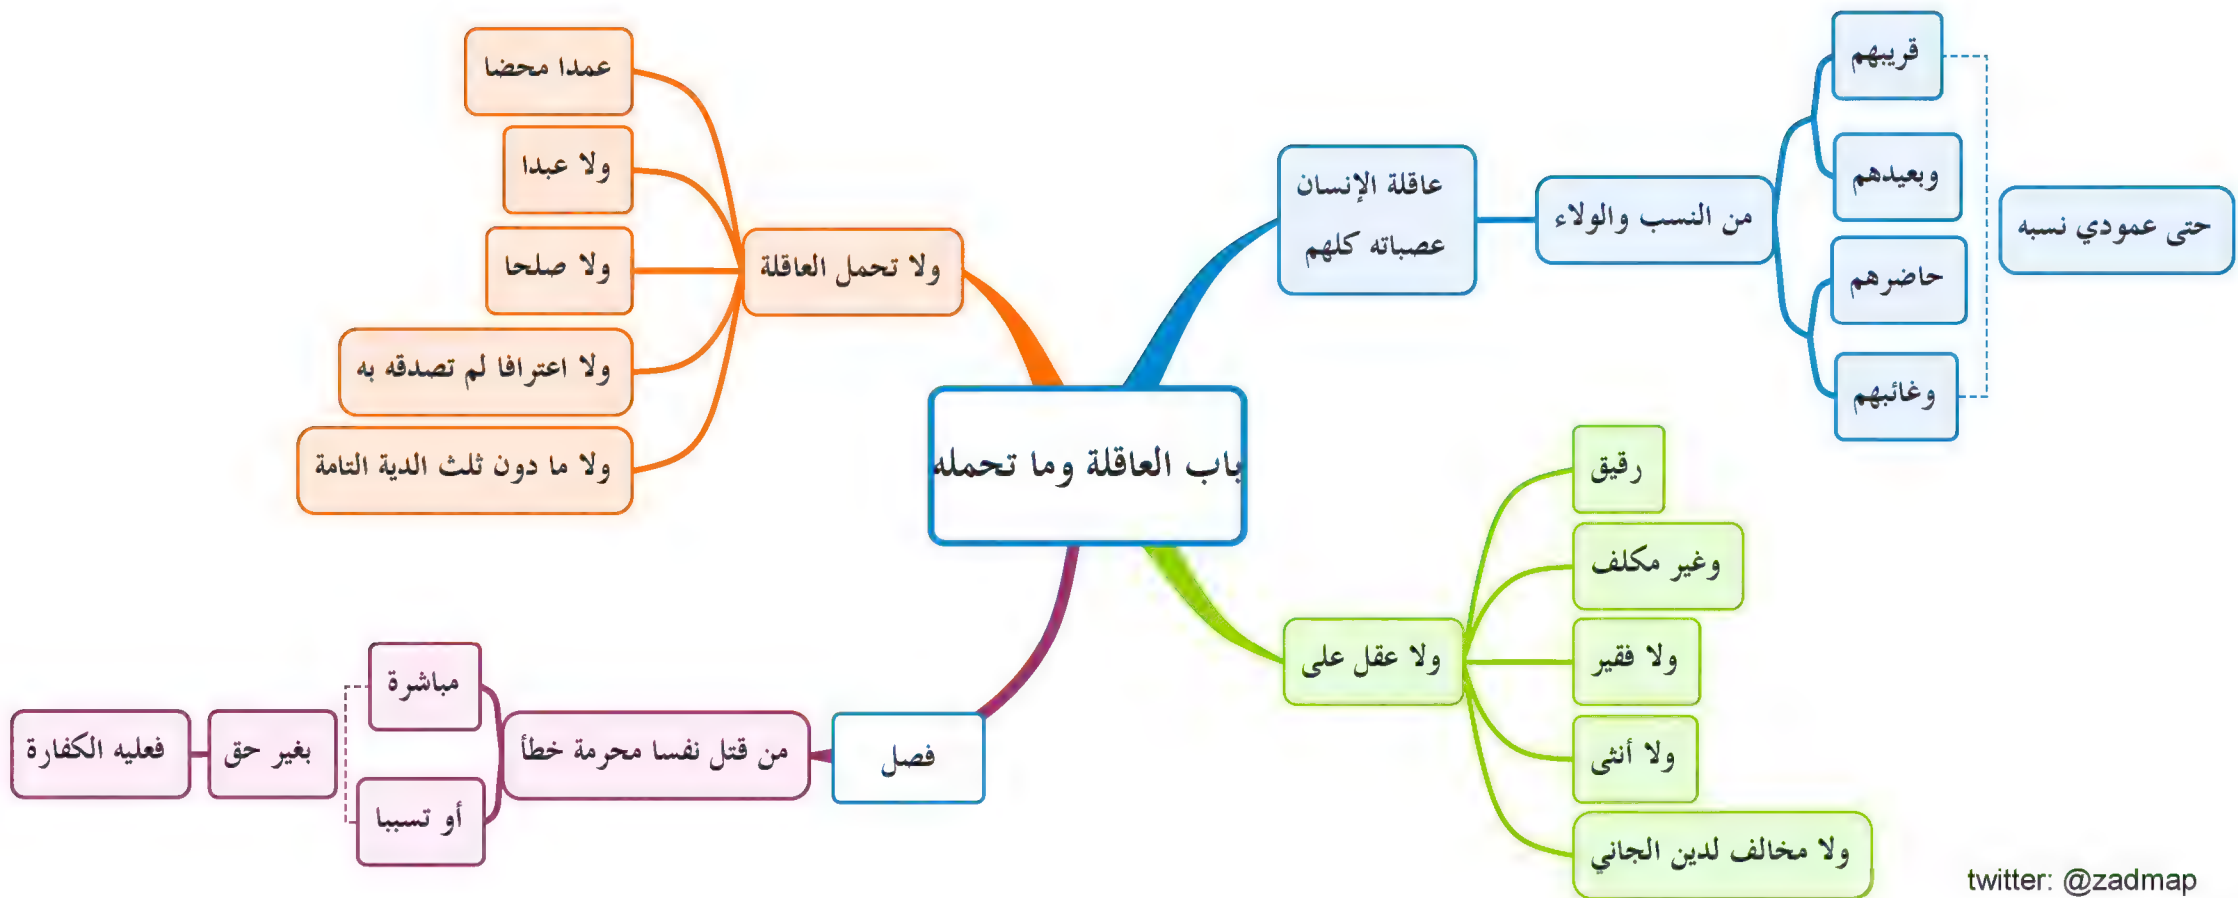 باب العاقلة وما تحمله
عاقلة الإنسان
عصباته كلهم
من النسب والولاء
قريبهم
وبعيدهم
حاضرهم
وغائبهم
حتى عمودي نسبه
ولا عقل على
رقيق
وغير مكلف
ولا فقير
ولا أنثى
ولا مخالف لدين الجاني
ولا تحمل العاقلة
عمدا محضا
ولا عبدا
ولا صلحا
ولا اعترافا لم تصدقه به
ولا ما دون ثلث الدية التامة
فصل
من قتل نفسا محرمة خطأ
مباشرة
أو تسببا
بغير حق
فعليه الكفارة
twitter: @zadmap